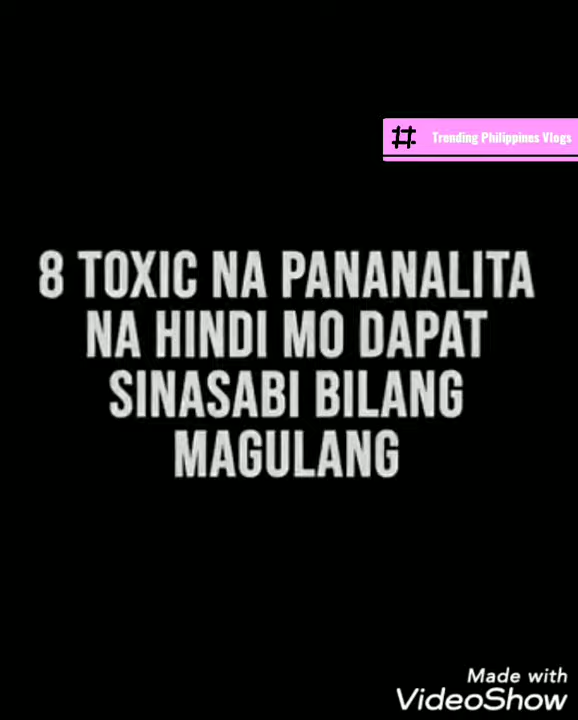 # Trending Philippines Vlogs
8 TOXIC NA PANANALITA
NA HINDI MO DAPAT
SINASABI BILANG
MAGULANG
Made with
VideoShow